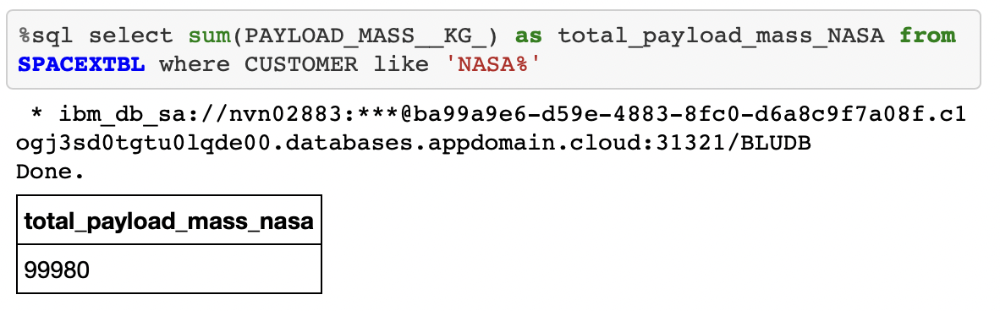 %sql select sum(PAYLOAD_MASS__KG_) as total_payload_mass_NASA from
SPACEXTBL where CUSTOMER like 'NASA%'
* ibm_db_sa://nvn02883:***@ba99a9e6-d59e-4883-8fc0-d6a8c9f7a08f.c1
ogj3sd0tgtu0lqde00.databases.appdomain.cloud:31321/BLUDB
Done.
total_payload_mass_nasa
99980